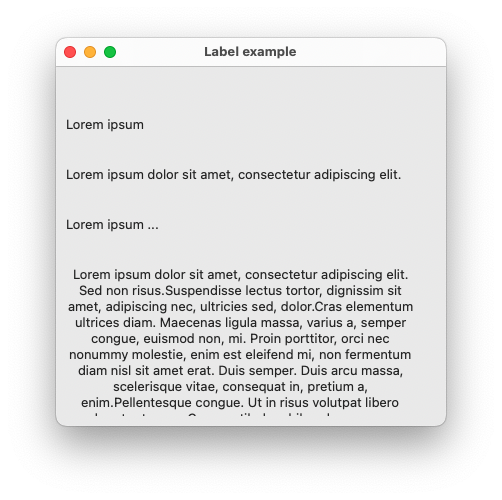 Label example
Lorem ipsum
Lorem ipsum dolor sit amet, consectetur adipiscing elit.
Lorem ipsum ...
Lorem ipsum dolor sit amet, consectetur adipiscing elit.
Sed non risus.Suspendisse lectus tortor, dignissim sit
amet, adipiscing nec, ultricies sed, dolor.Cras elementum
ultrices diam. Maecenas ligula massa, varius a, semper
congue, euismod non, mi. Proin porttitor, orci nec
nonummy molestie, enim est eleifend mi, non fermentum
diam nisl sit amet erat. Duis semper. Duis arcu massa,
scelerisque vitae, consequat in, pretium a,
enim.Pellentesque congue. Ut in risus volutpat libero